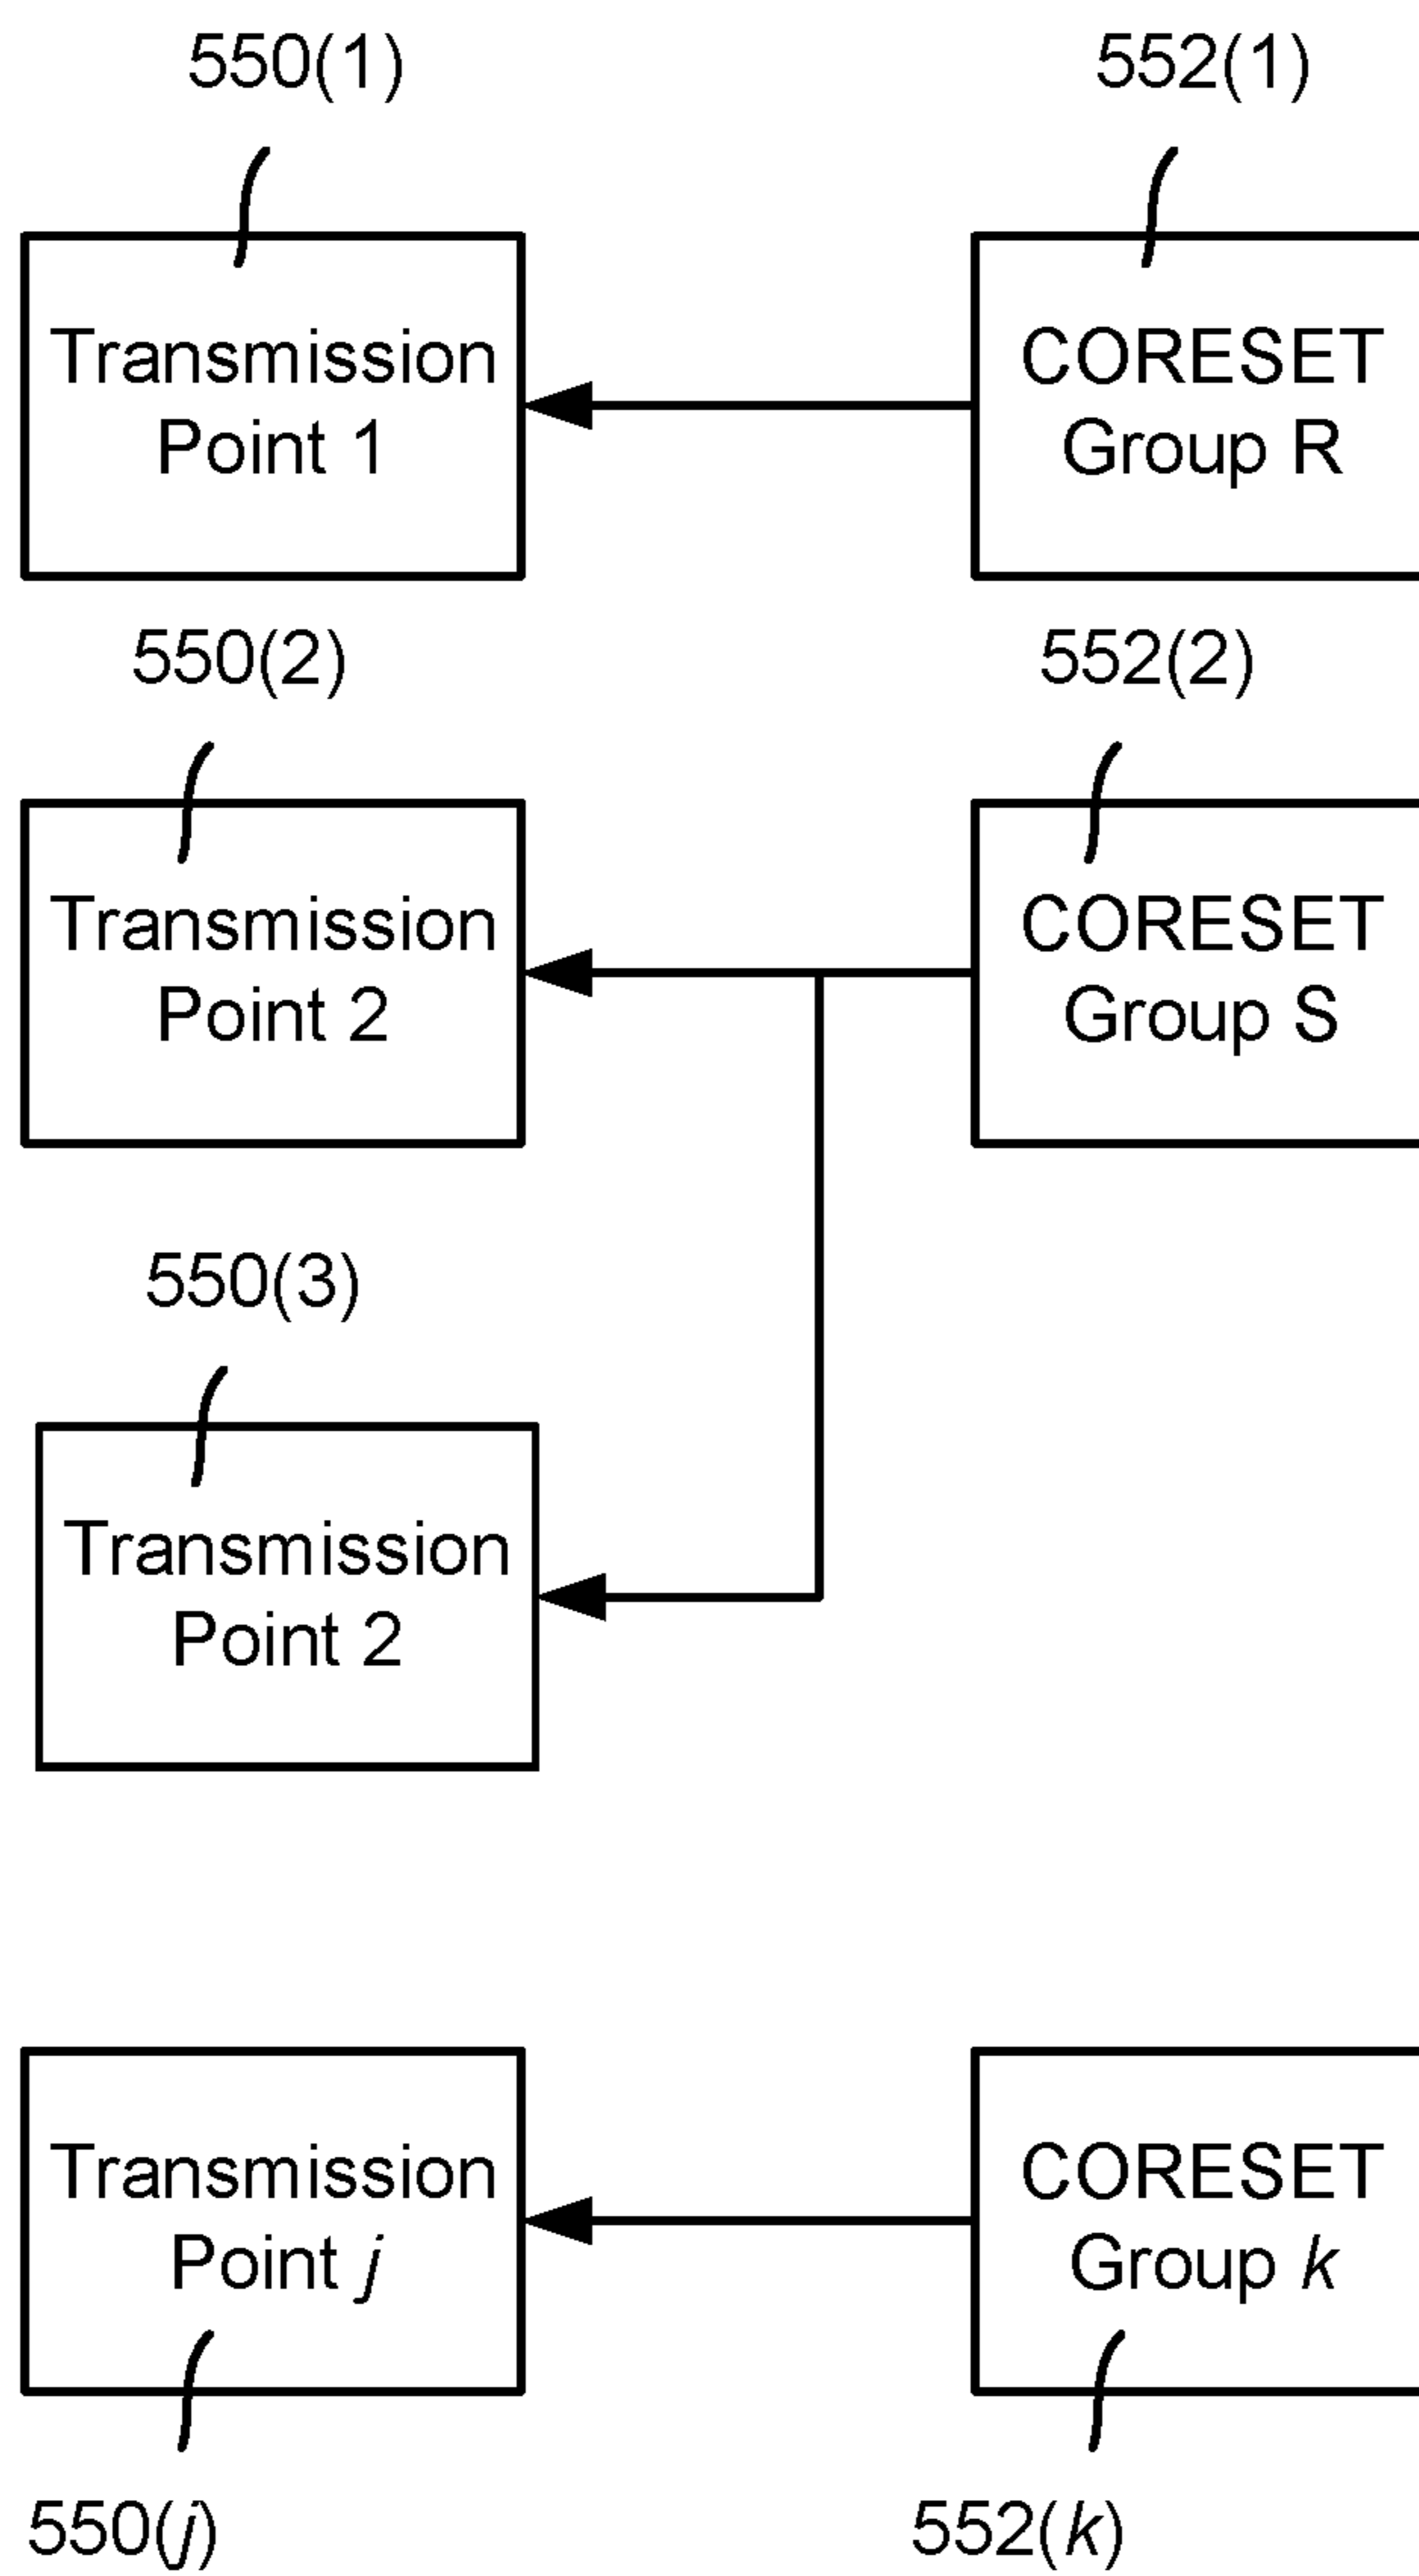 550(1)
552(1)
Transmission
Point 1
CORESET
Group R
550(2)
552(2)
Transmission
Point 2
CORESET
Group S
550(3)
Transmission
Point 2
Transmission
Point j
CORESET
Group k
550(j)
552(k)